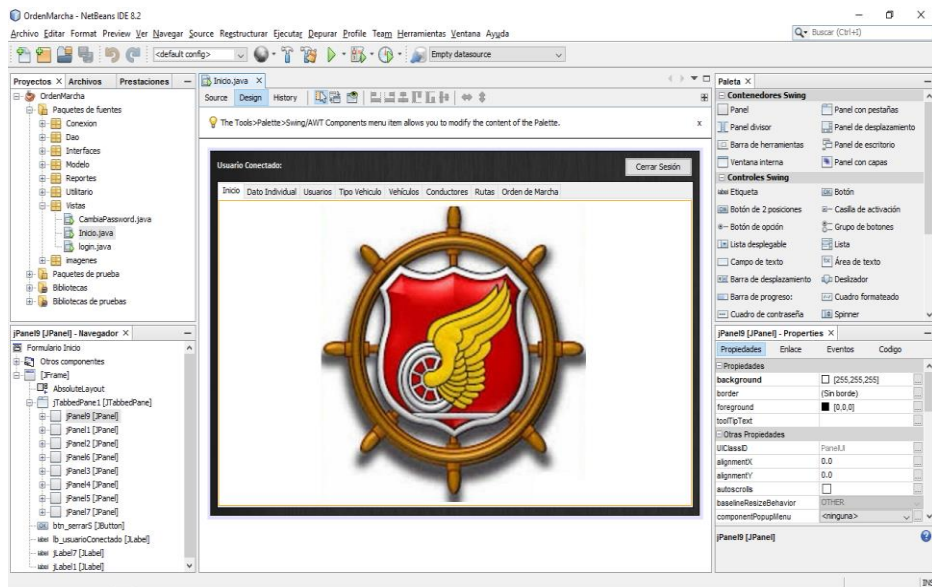 OrdenMarcha - NetBeans IDE 8.2
Archivo Editar Format Preview Ver Navegar Source Reestructurar Ejecutar Depurar Profile Team Herramientas Ventana Ayuda
Buscar (Ctrl+I)
<default config>
Empty datasource
Proyectos Archivos Prestaciones
OrdenMarcha
Paquetes de fuentes
Conexion
Dao
Interfaces
Modelo
Reportes
Utilitario
Vistas
CambiaPassword.java
Inicio.java
login.java
imagenes
Paquetes de prueba
Bibliotecas
Bibliotecas de pruebas
jPanel9 [JPanel] - Navegador
Formulario Inicio
Otros componentes
[JFrame]
AbsoluteLayout
jTabbedPane1 [JTabbedPane]
jPanel9 [JPanel]
jPanel1 [JPanel]
jPanel2 [JPanel]
jPanel6 [JPanel]
jPanel3 [JPanel]
jPanel4 [JPanel]
jPanel5 [JPanel]
jPanel7 [JPanel]
btn_serrarS [JButton]
lb_usuarioConectado [JLabel]
jLabel7 [JLabel]
jLabel1 [JLabel]
Inicio.java
Source Design History
The Tools>Palette>Swing/AWT Components menu item allows you to modify the content of the Palette. x
Usuario Conectado:
Cerrar Sesión
Inicio Dato Individual Usuarios Tipo Vehiculo Vehículos Conductores Rutas Orden de Marcha
Paleta
Contenedores Swing
Panel Panel con pestañas
Panel divisor Panel de desplazamiento
Barra de herramientas Panel de escritorio
Ventana interna Panel con capas
Controles Swing
label Etiqueta OK Botón
Botón de 2 posiciones Casilla de activación
Botón de opción Grupo de botones
Lista desplegable Lista
Campo de texto Área de texto
Barra de desplazamiento Deslizador
Barra de progreso: Cuadro formateado
Cuadro de contraseña Spinner
jPanel9 [JPanel] - Properties
Propiedades Enlace Eventos Codigo
Propiedades
background [255,255,255]
border (Sin borde)
foreground [0,0,0]
toolTipText
Otras Propiedades
UIClassID PanelUI
alignmentX 0.0
alignmentY 0.0
autoscrolls
baselineResizeBehavior OTHER
componentPopupMenu <ninguna>
jPanel9 [JPanel]
INS